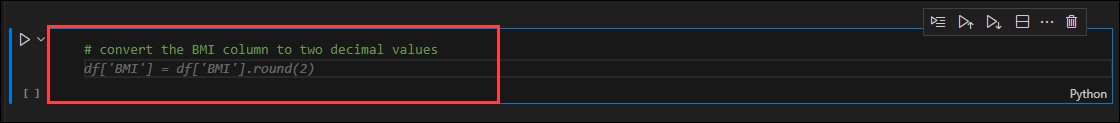 # convert the BMI column to two decimal values
df['BMI'] = df['BMI'].round(2)
[ ]
Python